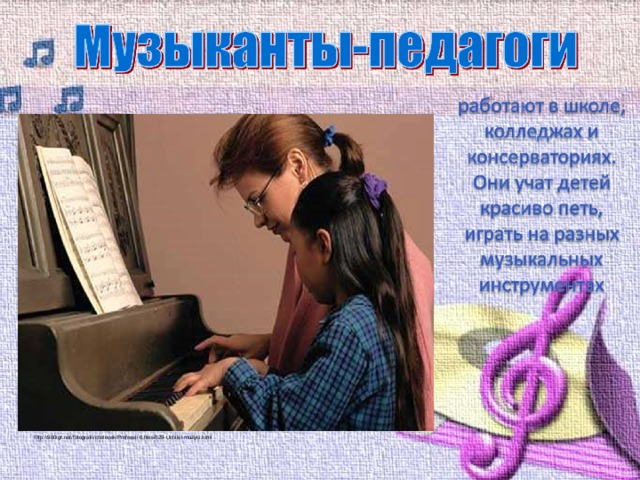 Музыканты-педагоги
работают в школе,
колледжах и
консерваториях.
Они учат детей
красиво петь,
играть на разных
музыкальных
инструментах